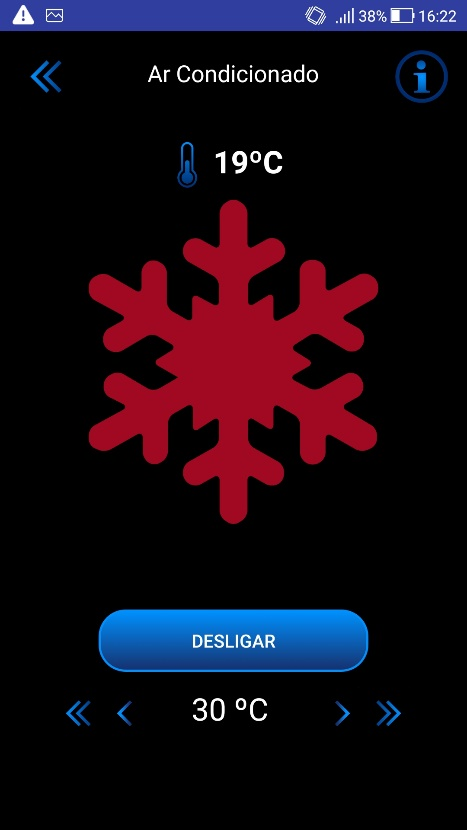 38% 16:22
Ar Condicionado
19ºC
DESLIGAR
30 ºC